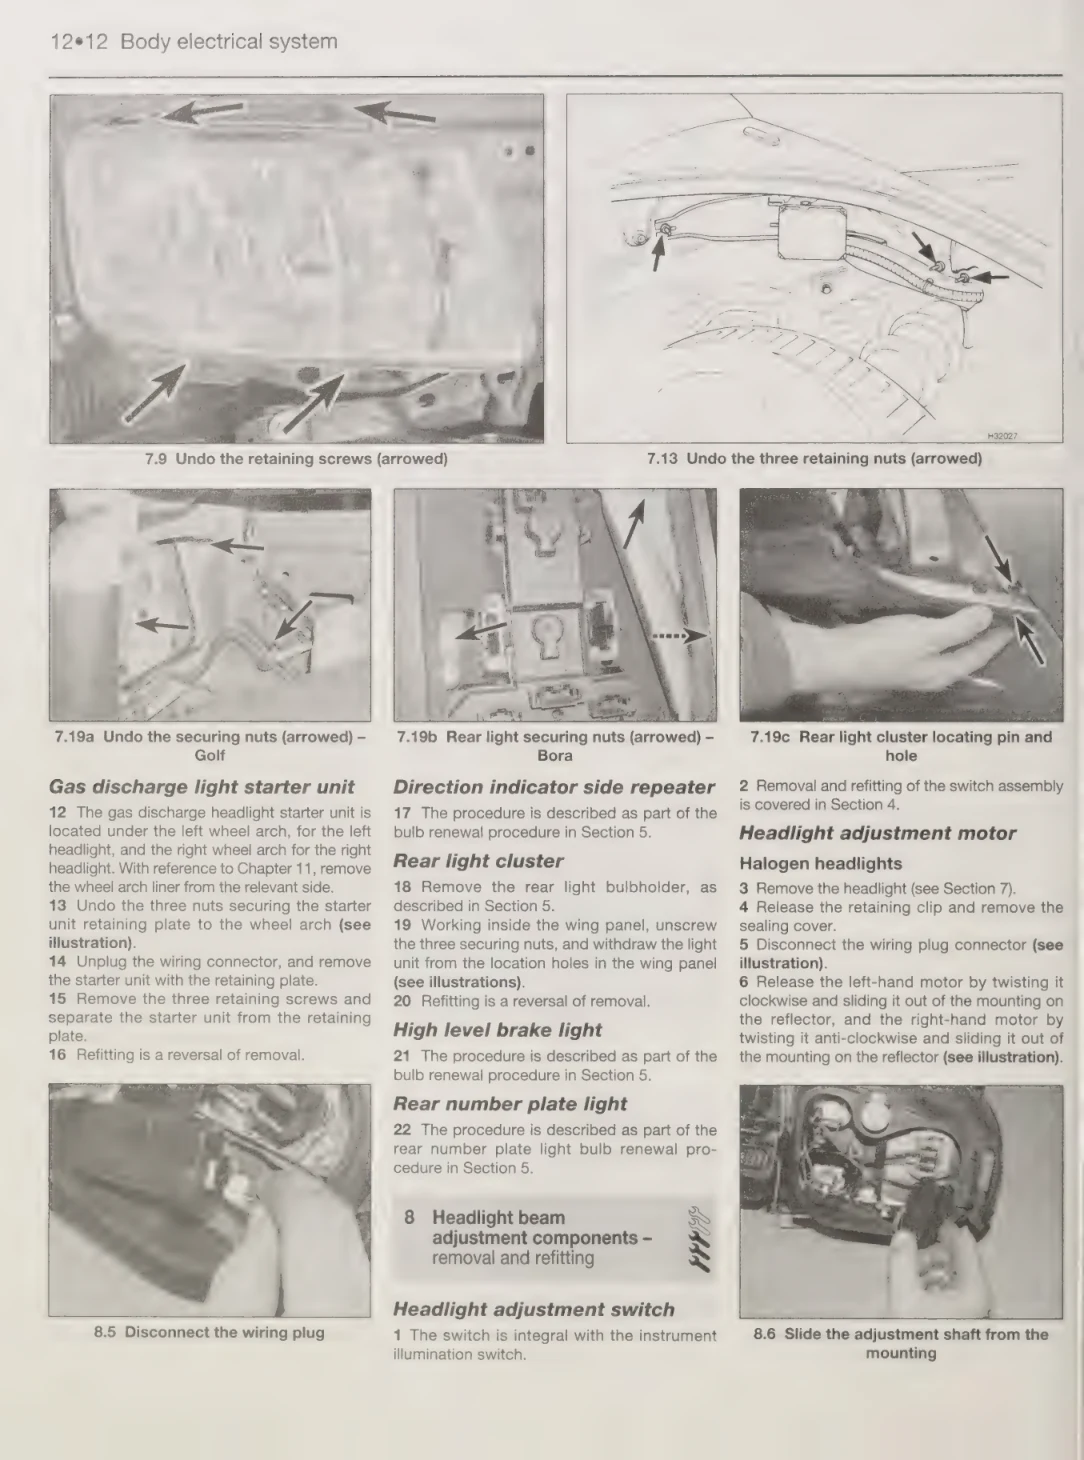 12•12 Body electrical system
H32027
7.9 Undo the retaining screws (arrowed)
7.13 Undo the three retaining nuts (arrowed)
7.19a Undo the securing nuts (arrowed) –
Golf
7.19b Rear light securing nuts (arrowed) –
Bora
7.19c Rear light cluster locating pin and
hole
Gas discharge light starter unit
12 The gas discharge headlight starter unit is
located under the left wheel arch, for the left
headlight, and the right wheel arch for the right
headlight. With reference to Chapter 11, remove
the wheel arch liner from the relevant side.
13 Undo the three nuts securing the starter
unit retaining plate to the wheel arch (see
illustration).
14 Unplug the wiring connector, and remove
the starter unit with the retaining plate.
15 Remove the three retaining screws and
separate the starter unit from the retaining
plate.
16 Refitting is a reversal of removal.
8.5 Disconnect the wiring plug
Direction indicator side repeater
17 The procedure is described as part of the
bulb renewal procedure in Section 5.
Rear light cluster
18 Remove the rear light bulbholder, as
described in Section 5.
19 Working inside the wing panel, unscrew
the three securing nuts, and withdraw the light
unit from the location holes in the wing panel
(see illustrations).
20 Refitting is a reversal of removal.
High level brake light
21 The procedure is described as part of the
bulb renewal procedure in Section 5.
Rear number plate light
22 The procedure is described as part of the
rear number plate light bulb renewal pro-
cedure in Section 5.
8 Headlight beam
adjustment components –
removal and refitting
Headlight adjustment switch
1 The switch is integral with the instrument
illumination switch.
2 Removal and refitting of the switch assembly
is covered in Section 4.
Headlight adjustment motor
Halogen headlights
3 Remove the headlight (see Section 7).
4 Release the retaining clip and remove the
sealing cover.
5 Disconnect the wiring plug connector (see
illustration).
6 Release the left-hand motor by twisting it
clockwise and sliding it out of the mounting on
the reflector, and the right-hand motor by
twisting it anti-clockwise and sliding it out of
the mounting on the reflector (see illustration).
8.6 Slide the adjustment shaft from the
mounting